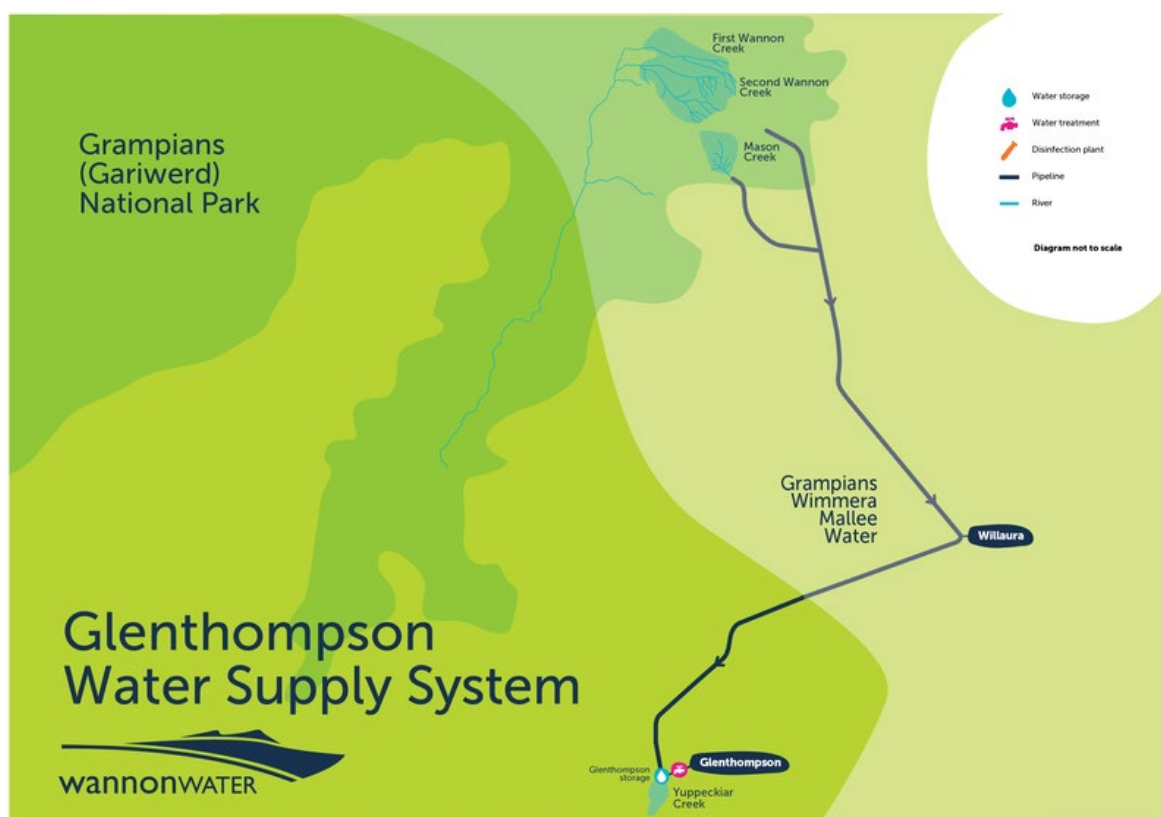 First Wannon
Creek
Second Wannon
Creek
Mason
Creek
Grampians
(Gariwerd)
National Park
Water storage
Water treatment
Disinfection plant
Pipeline
River
Diagram not to scale
Grampians
Wimmera
Mallee
Water
Willaura
Glenthompson
Water Supply System
wannonWATER
Glenthompson
storage
Glenthompson
Yuppeckiar
Creek